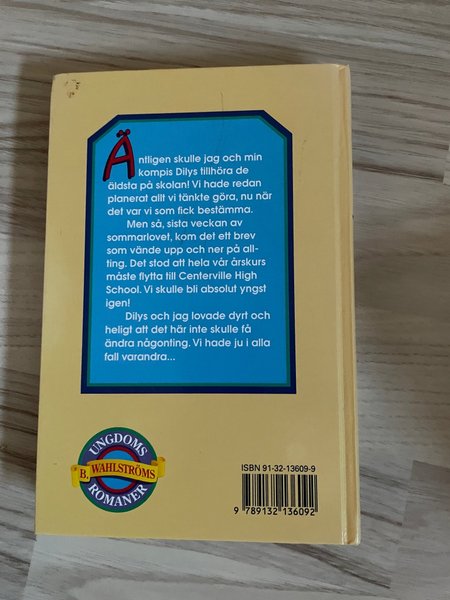 Äntligen skulle jag och min
kompis Dilys tillhöra de
äldsta på skolan! Vi hade redan
planerat allt vi tänkte göra, nu när
det var vi som fick bestämma.
Men så, sista veckan av
sommarlovet, kom det ett brev
som vände upp och ner på all-
ting. Det stod att hela vår årskurs
måste flytta till Centerville High
School. Vi skulle bli absolut yngst
igen!
Dilys och jag lovade dyrt och
heligt att det här inte skulle få
ändra någonting. Vi hade ju i alla
fall varandra...
UNGDOMS
B. WAHLSTRÖMS
ROMANER
ISBN 91-32-13609-9
9 789132 136092